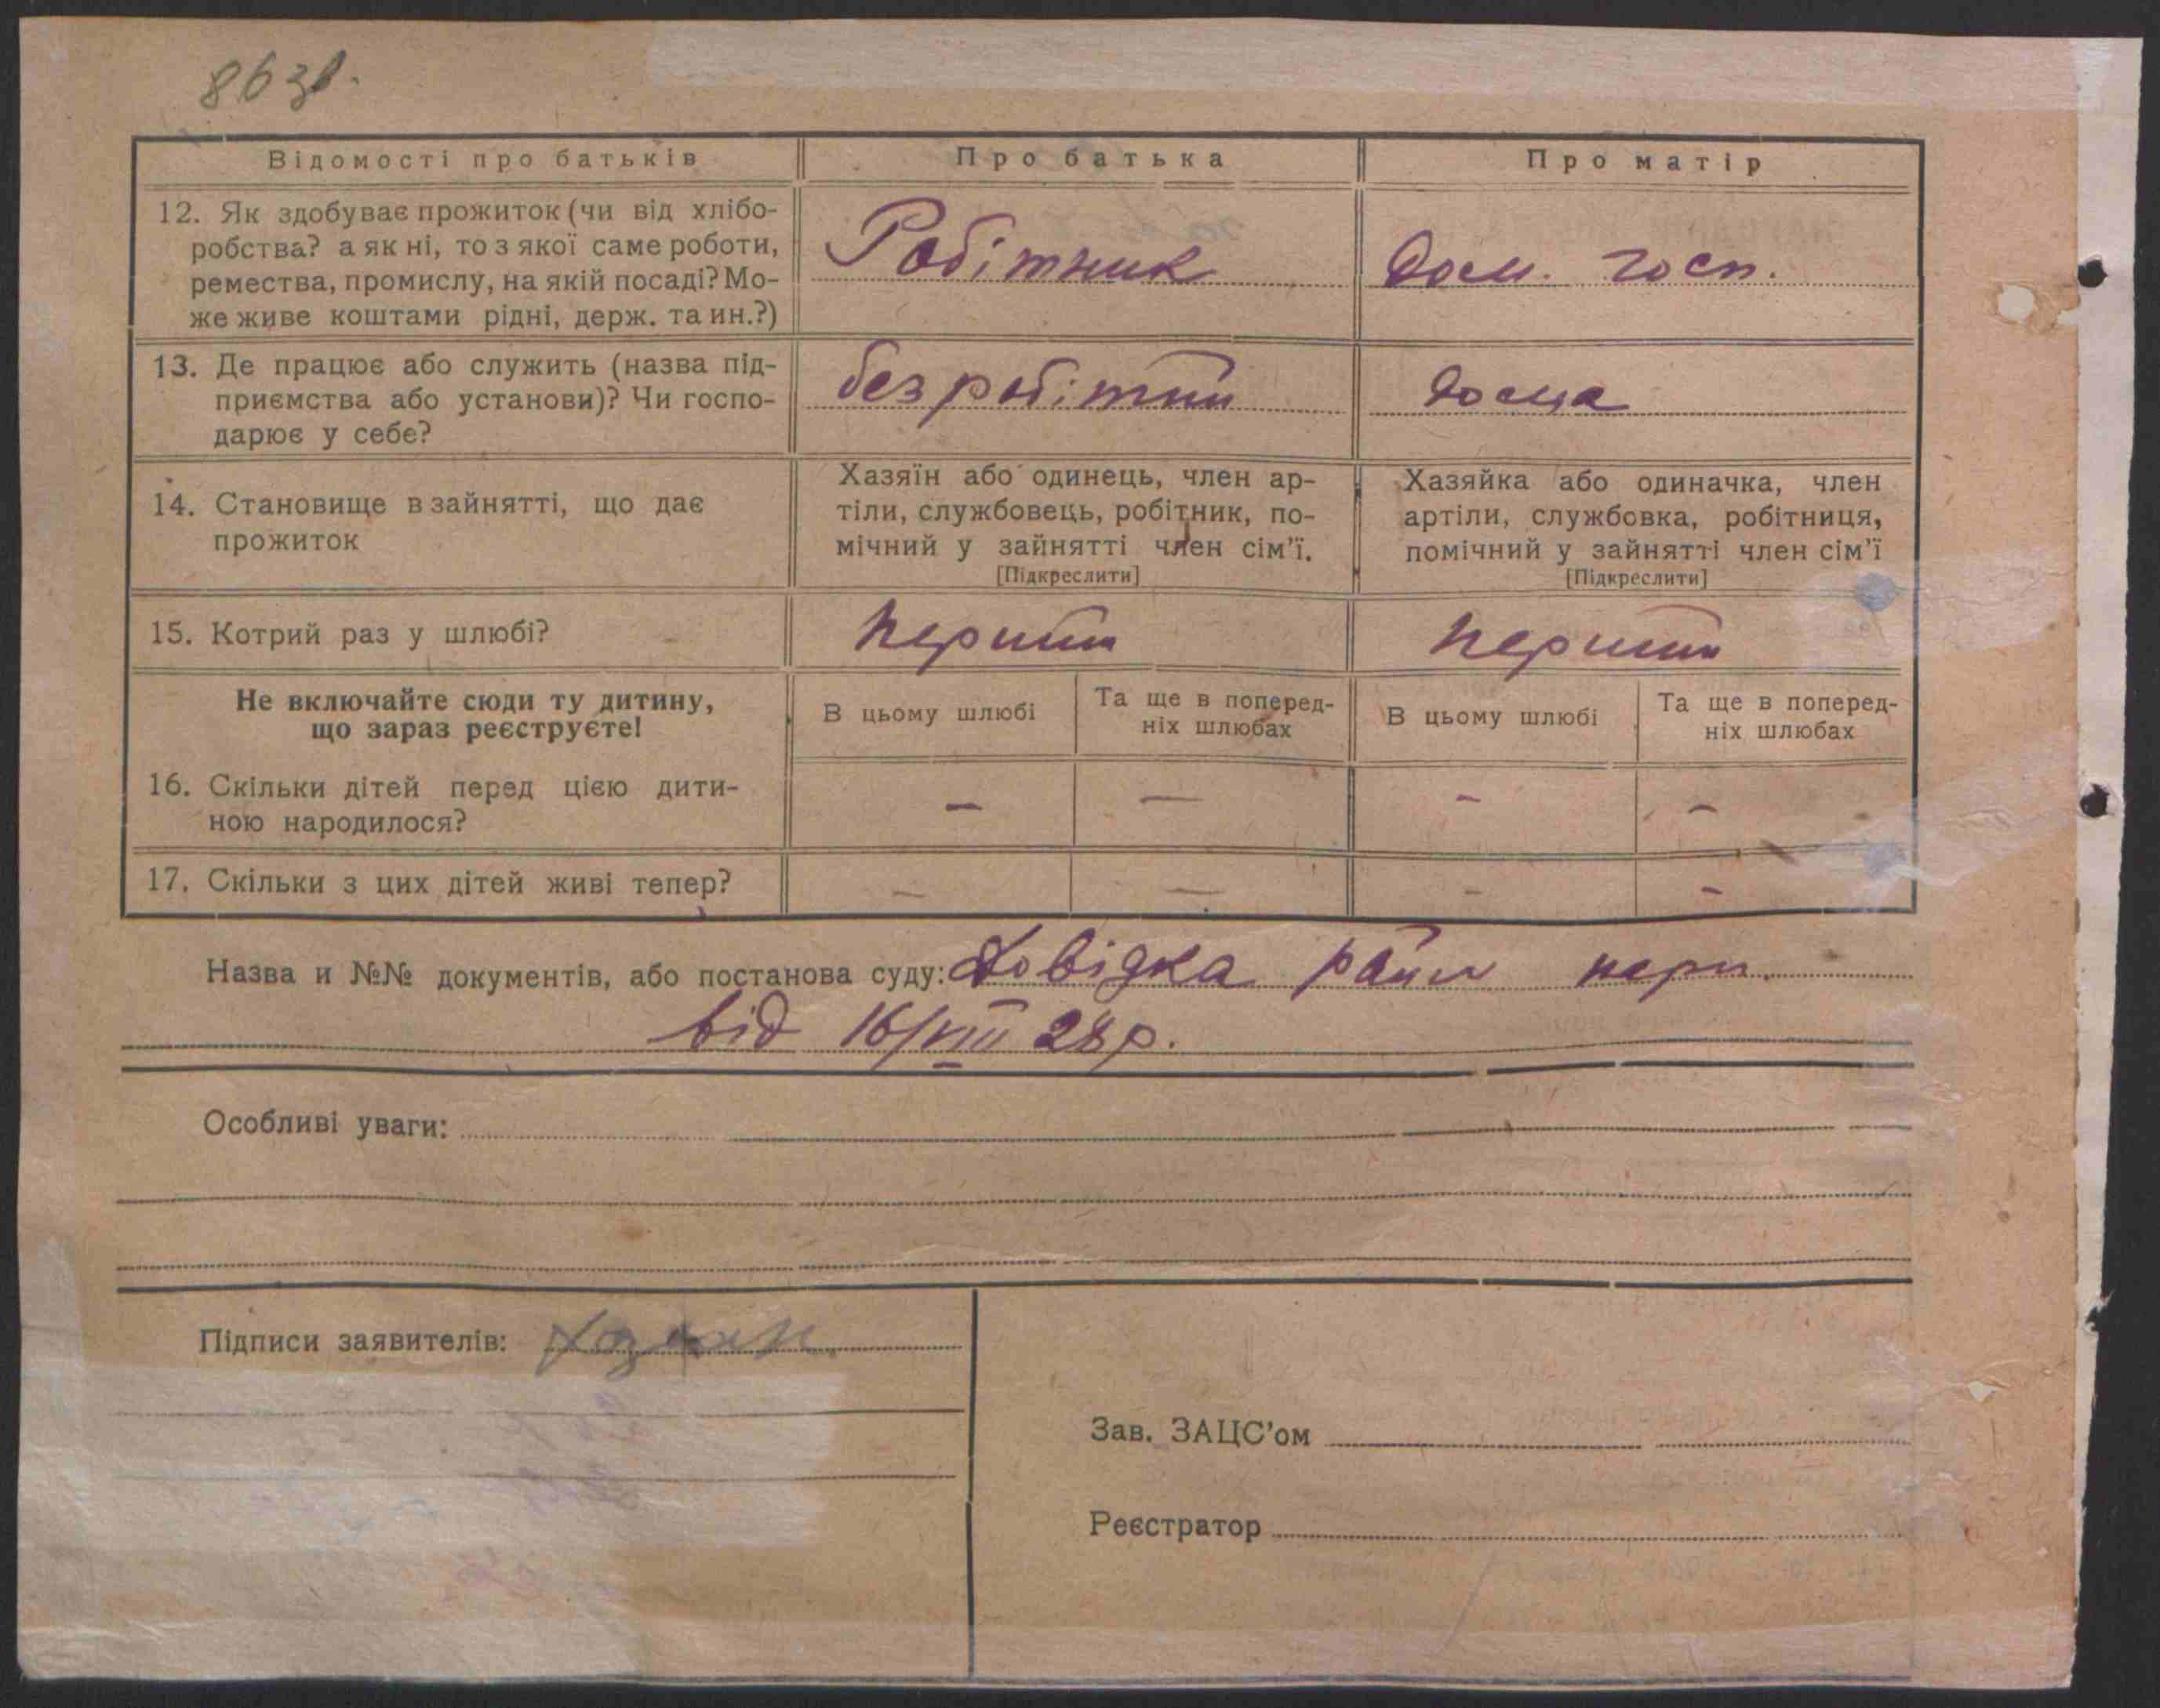 863в.
Відомості про батьків
Про батька
Про матір
12. Як здобуває прожиток (чи від хлібо-
робства? а як ні, то з якої саме роботи,
ремества, промислу, на якій посаді? Мо-
же живе коштами рідні, держ. та ин.?)
Робітник
Дом. госп.
13. Де працює або служить (назва під-
приємства або установи)? Чи госпо-
дарює у себе?
безробітний
дома
14. Становище в зайнятті, що дає
прожиток
Хазяїн або одинець, член ар-
тіли, службовець, робітник, по-
мічний у зайнятті член сім'ї.
[Підкреслити]
Хазяйка або одиначка, член
артіли, службовка, робітниця,
помічний у зайнятті член сім'ї
[Підкреслити]
15. Котрий раз у шлюбі?
перший
перший
Не включайте сюди ту дитину,
що зараз реєструєте!
В цьому шлюбі
Та ще в поперед-
ніх шлюбах
В цьому шлюбі
Та ще в поперед-
ніх шлюбах
16. Скільки дітей перед цією дити-
ною народилося?
— — - -
17. Скільки з цих дітей живі тепер?
— — - -
Назва и №№ документів, або постанова суду: Довідка
від 16/VIII 28 р.
Особливі уваги:
Підписи заявителів:
Зав. ЗАЦС'ом
Реєстратор